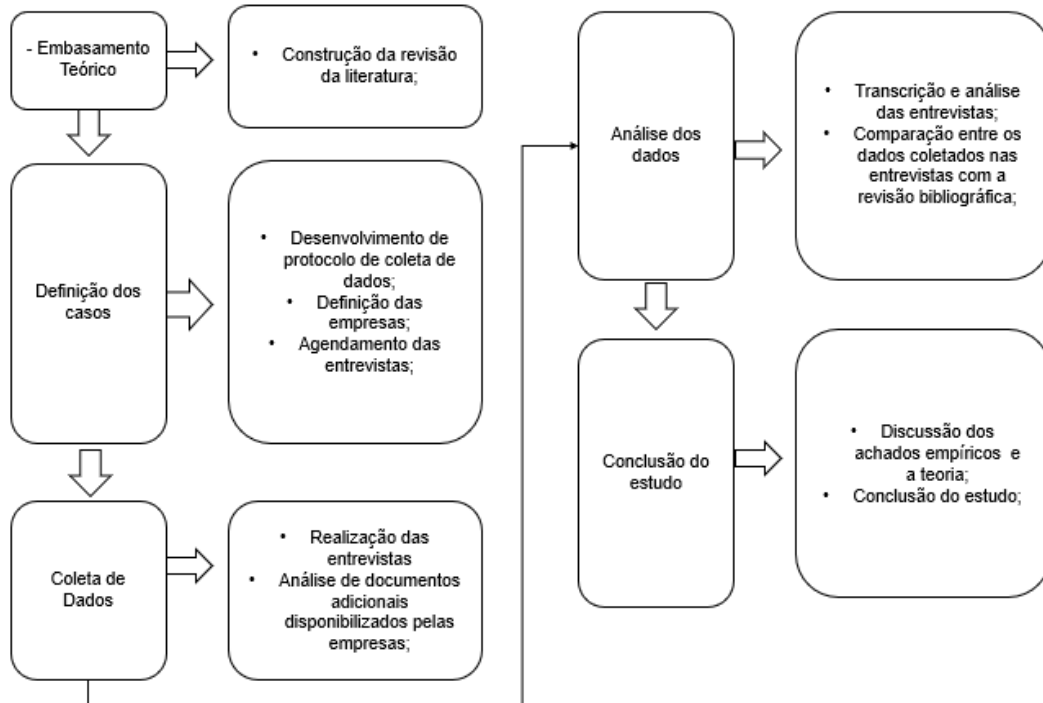 - Embasamento
Teórico
• Construção da revisão
da literatura;
Definição dos
casos
• Desenvolvimento de
protocolo de coleta de
dados;
• Definição das
empresas;
• Agendamento das
entrevistas;
Coleta de
Dados
• Realização das
entrevistas
• Análise de documentos
adicionais
disponibilizados pelas
empresas;
Análise dos
dados
• Transcrição e análise
das entrevistas;
• Comparação entre os
dados coletados nas
entrevistas com a
revisão bibliográfica;
Conclusão do
estudo
• Discussão dos
achados empíricos e
a teoria;
• Conclusão do estudo;